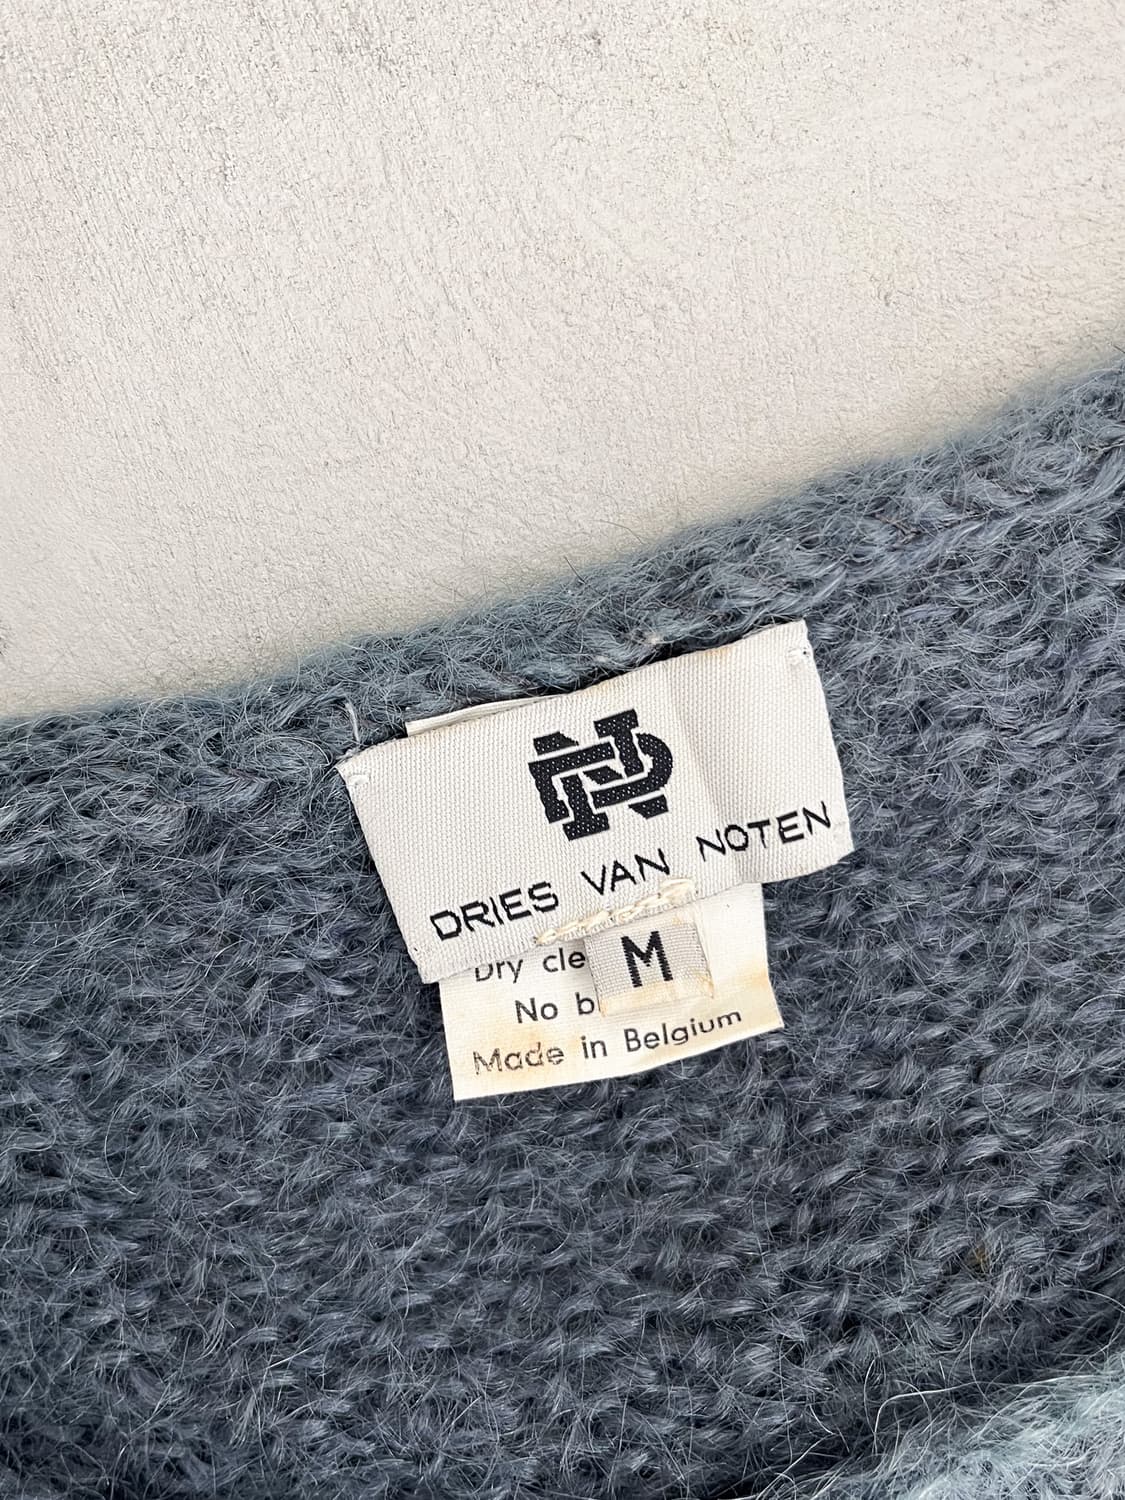 DRIES VAN NOTEN
M
Dry cle
No b
Made in Belgium